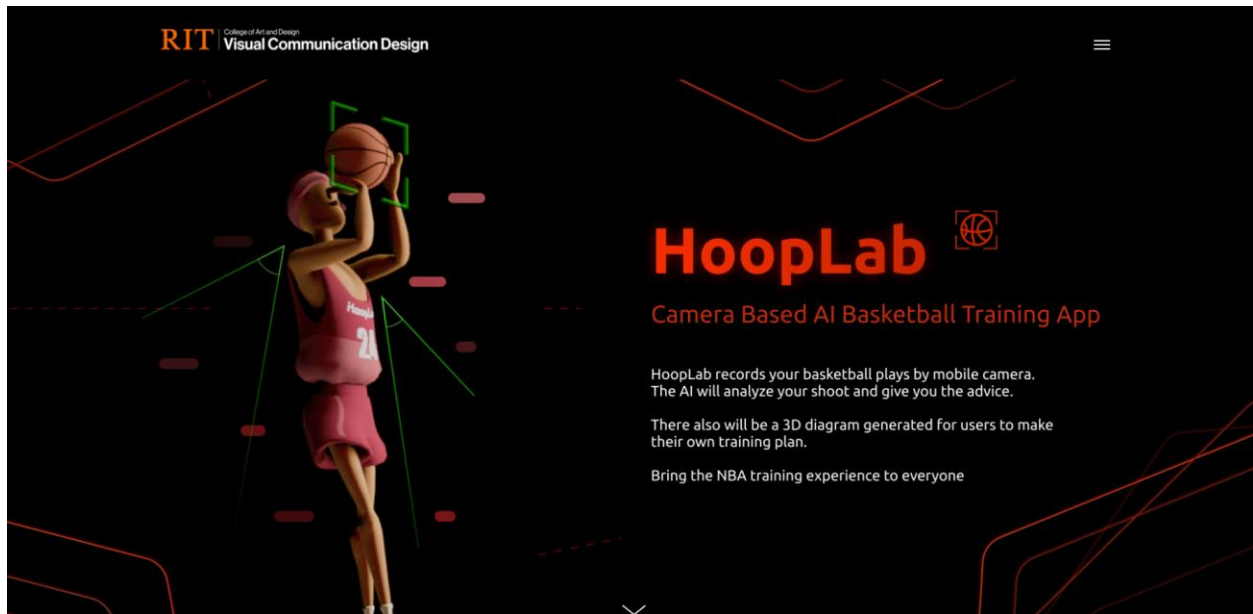 RIT
College of Art and Design
Visual Communication Design
HoopLab
Camera Based AI Basketball Training App
HoopLab records your basketball plays by mobile camera.
The AI will analyze your shoot and give you the advice.
There also will be a 3D diagram generated for users to make
their own training plan.
Bring the NBA training experience to everyone
HoopLa
24